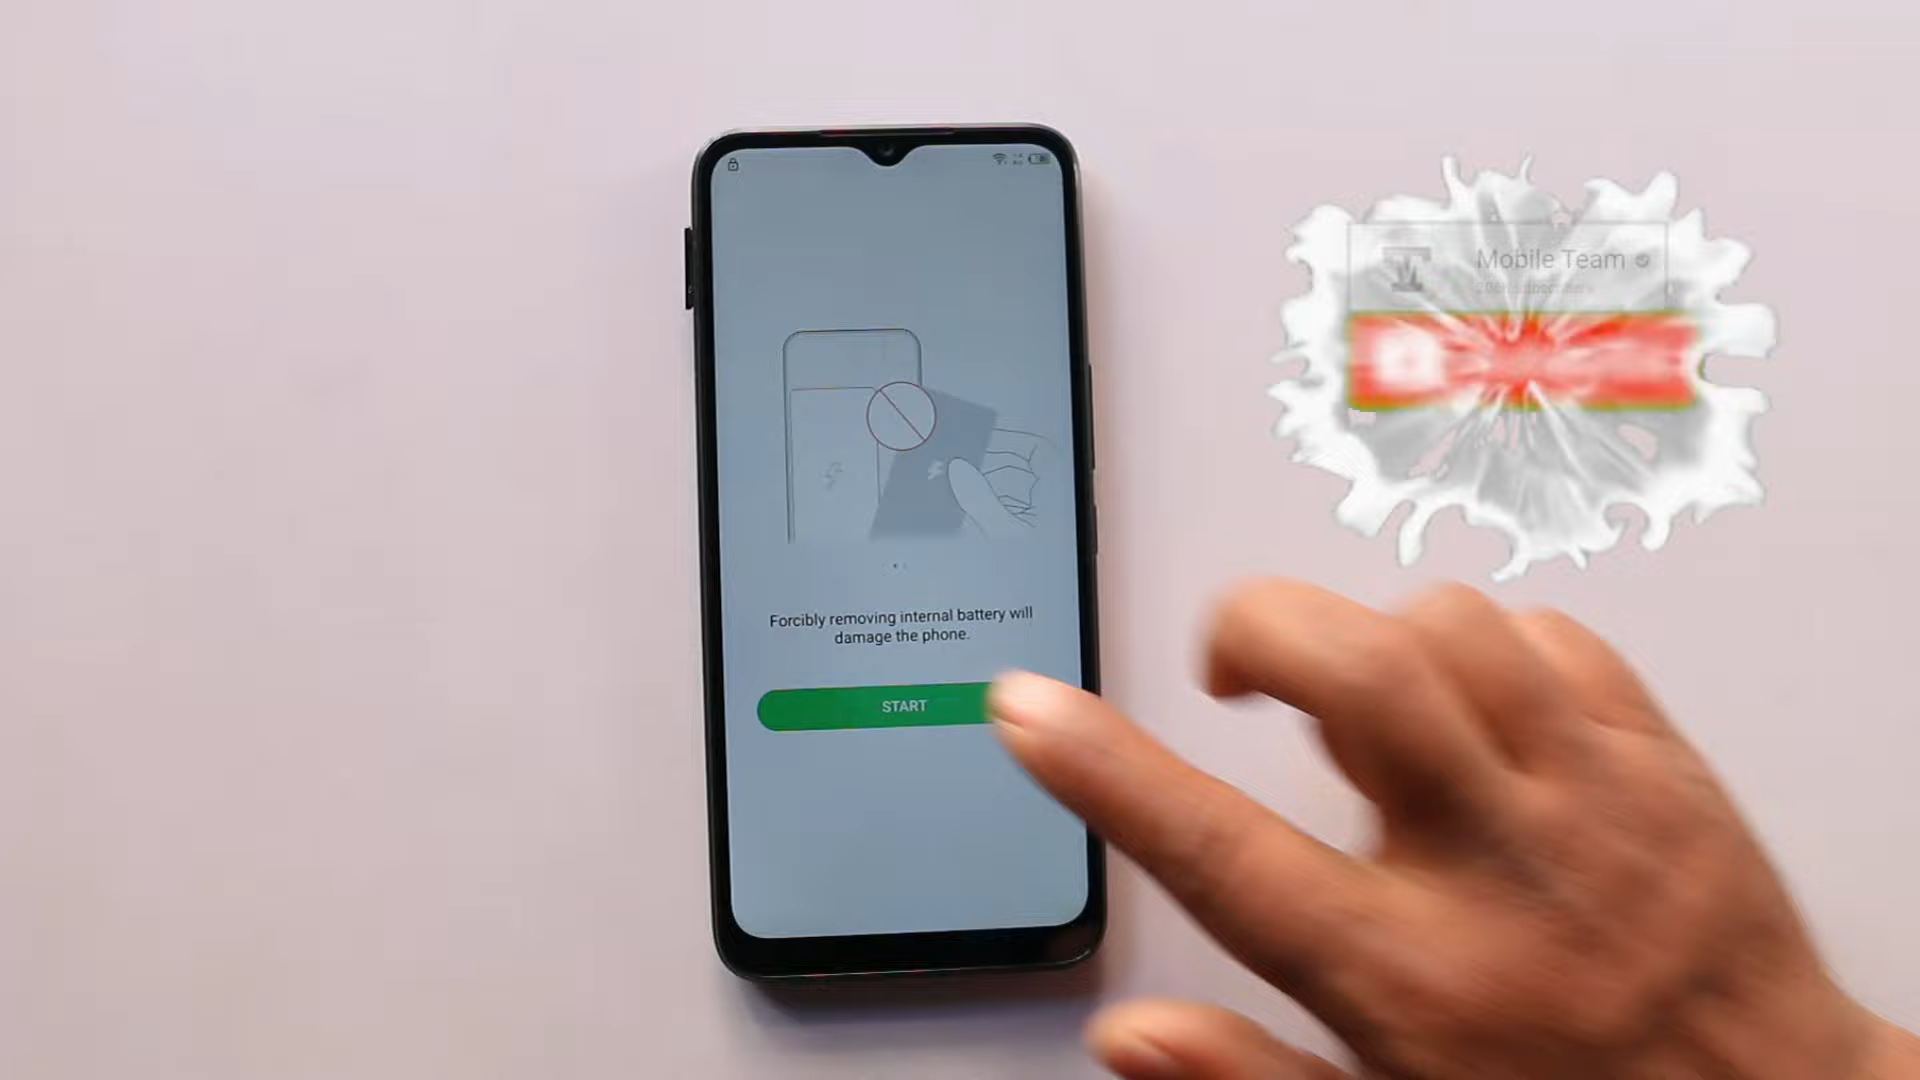 Mobile Team
Forcibly removing internal battery will
damage the phone.
START